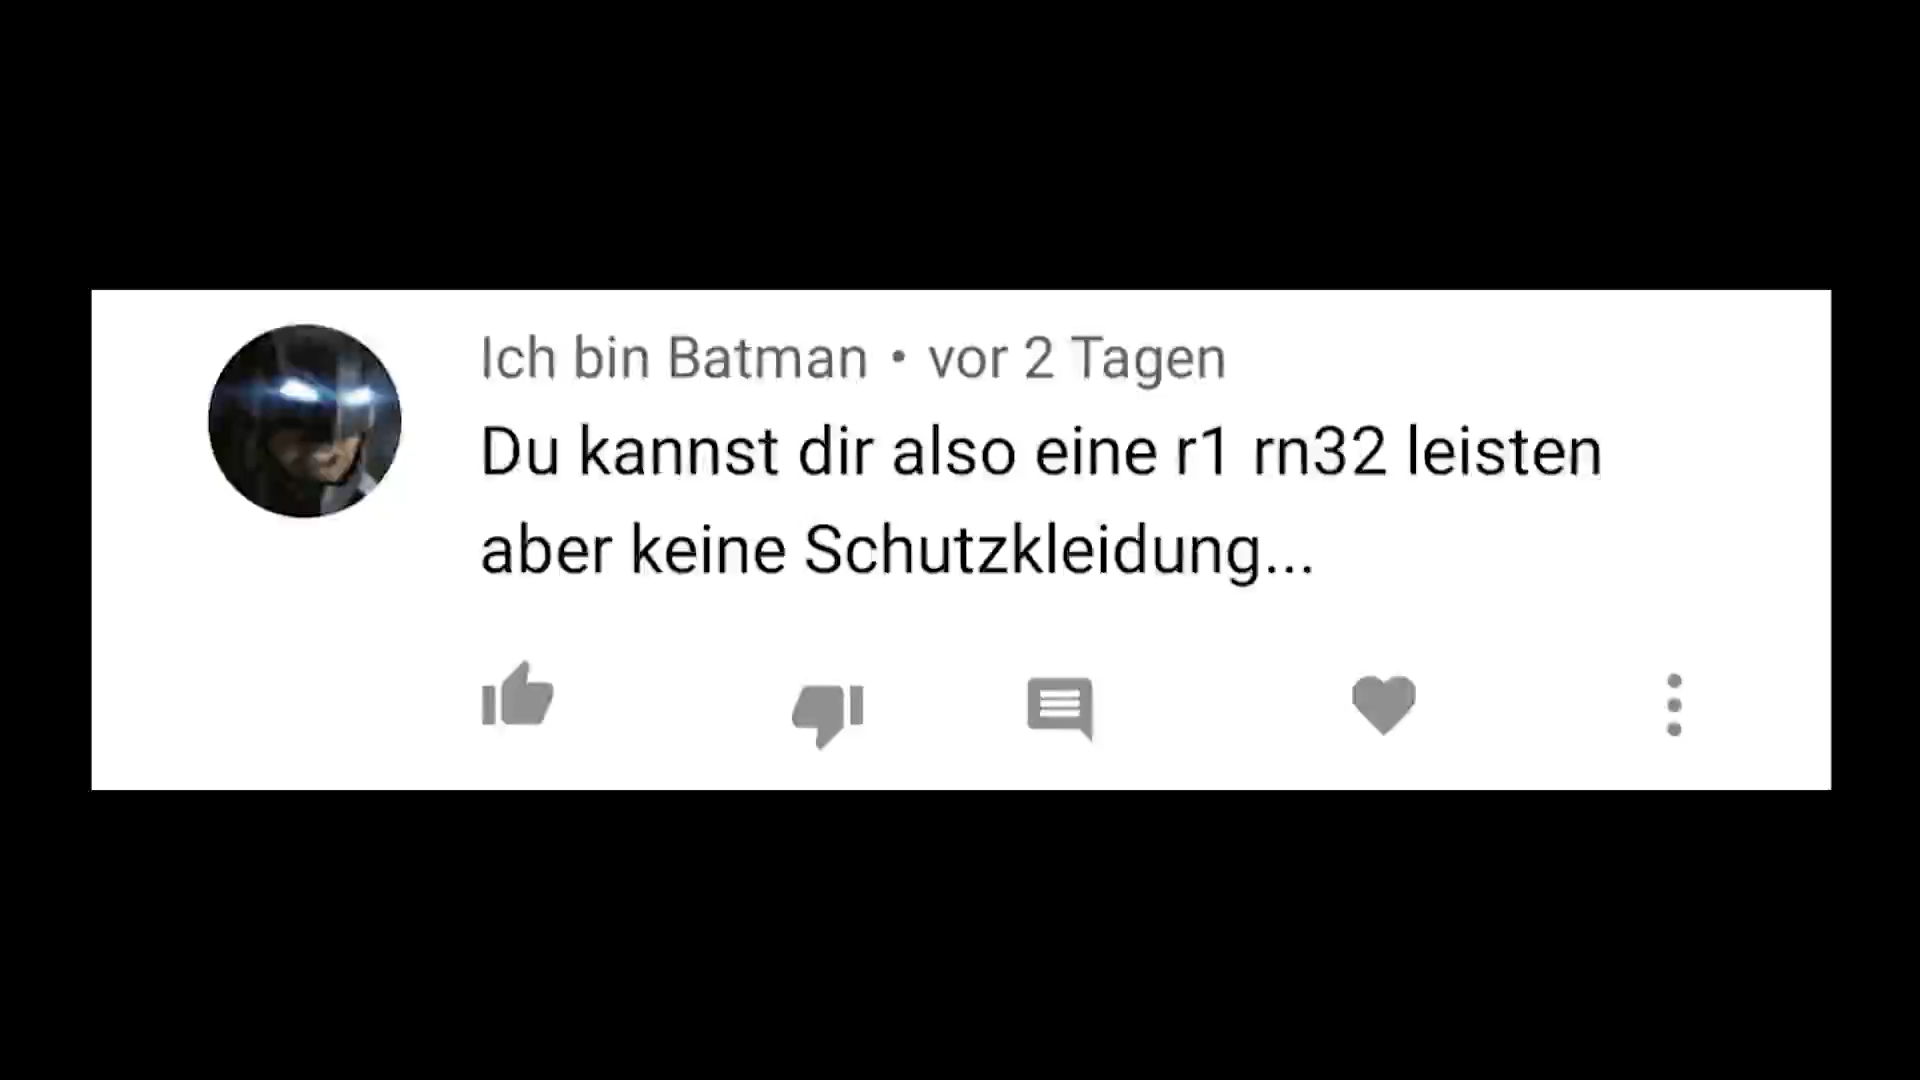 Ich bin Batman • vor 2 Tagen
Du kannst dir also eine r1 rn32 leisten
aber keine Schutzkleidung...